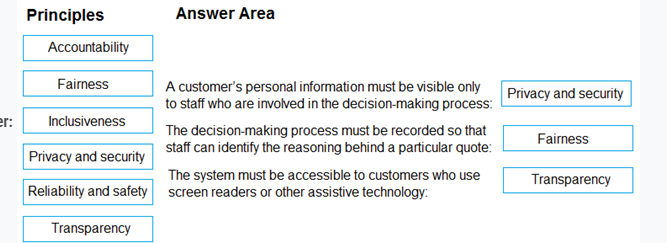 Principles
Answer Area
Accountability
Fairness
Inclusiveness
Privacy and security
Reliability and safety
Transparency
er:
A customer's personal information must be visible only
to staff who are involved in the decision-making process:
Privacy and security
The decision-making process must be recorded so that
staff can identify the reasoning behind a particular quote:
Fairness
The system must be accessible to customers who use
screen readers or other assistive technology:
Transparency